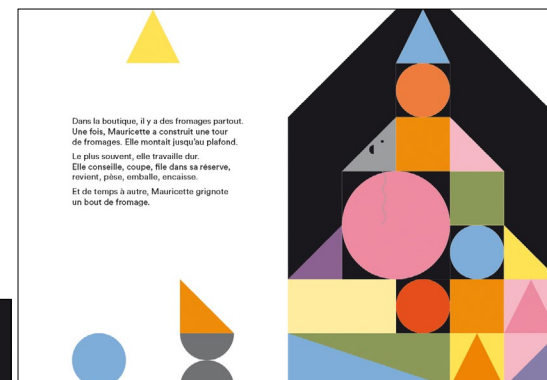 Dans la boutique, il y a des fromages partout.
Une fois, Mauricette a construit une tour
de fromages. Elle montait jusqu'au plafond.
Le plus souvent, elle travaille dur.
Elle conseille, coupe, file dans sa réserve,
revient, pèse, emballe, encaisse.
Et de temps à autre, Mauricette grignote
un bout de fromage.